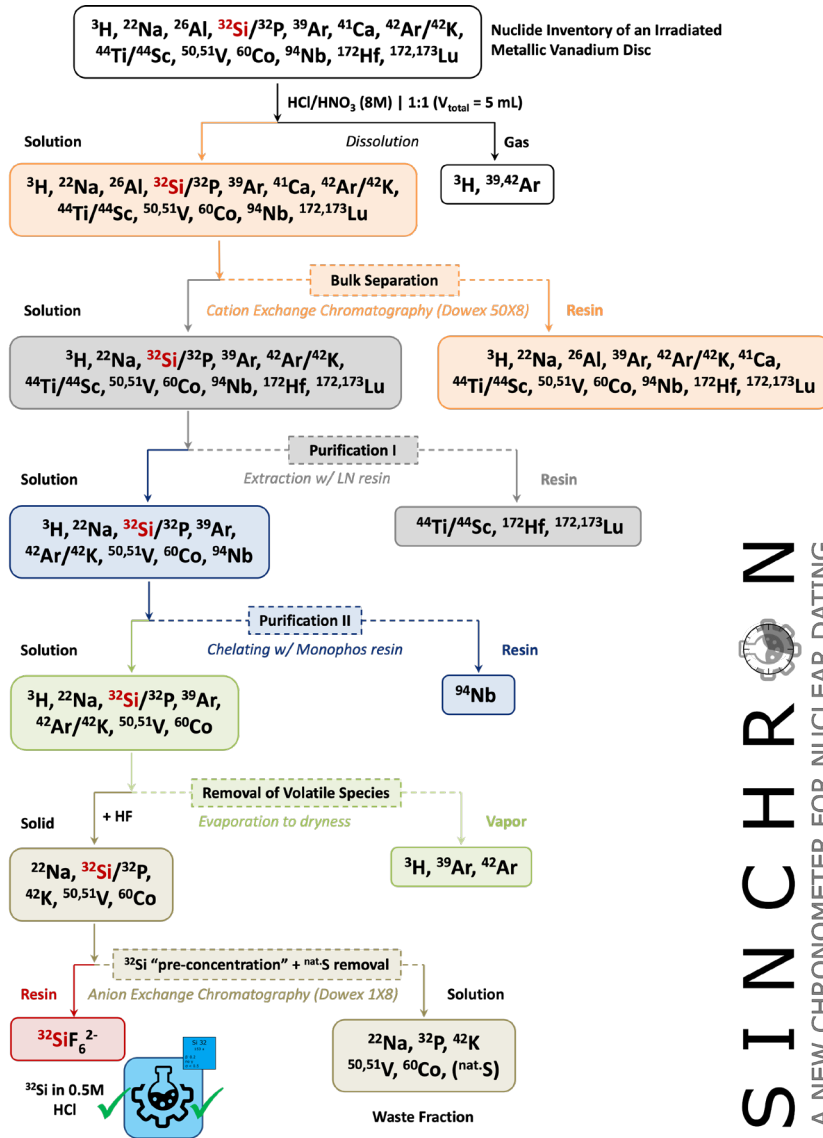 ³H, ²²Na, ²⁶Al, ³²Si/³²P, ³⁹Ar, ⁴¹Ca, ⁴²Ar/⁴²K,
⁴⁴Ti/⁴⁴Sc, ⁵⁰,⁵¹V, ⁶⁰Co, ⁹⁴Nb, ¹⁷²Hf, ¹⁷²,¹⁷³Lu
Nuclide Inventory of an Irradiated
Metallic Vanadium Disc
HCl/HNO₃ (8M) | 1:1 (Vtotal = 5 mL)
Solution
Dissolution
Gas
³H, ²²Na, ²⁶Al, ³²Si/³²P, ³⁹Ar, ⁴¹Ca, ⁴²Ar/⁴²K,
⁴⁴Ti/⁴⁴Sc, ⁵⁰,⁵¹V, ⁶⁰Co, ⁹⁴Nb, ¹⁷²,¹⁷³Lu
³H, ³⁹,⁴²Ar
Bulk Separation
Solution
Cation Exchange Chromatography (Dowex 50X8)
Resin
³H, ²²Na, ³²Si/³²P, ³⁹Ar, ⁴²Ar/⁴²K,
⁴⁴Ti/⁴⁴Sc, ⁵⁰,⁵¹V, ⁶⁰Co, ⁹⁴Nb, ¹⁷²Hf, ¹⁷²,¹⁷³Lu
³H, ²²Na, ²⁶Al, ³⁹Ar, ⁴²Ar/⁴²K, ⁴¹Ca,
⁴⁴Ti/⁴⁴Sc, ⁵⁰,⁵¹V, ⁶⁰Co, ⁹⁴Nb, ¹⁷²Hf, ¹⁷²,¹⁷³Lu
Purification I
Solution
Extraction w/ LN resin
Resin
³H, ²²Na, ³²Si/³²P, ³⁹Ar,
⁴²Ar/⁴²K, ⁵⁰,⁵¹V, ⁶⁰Co, ⁹⁴Nb
⁴⁴Ti/⁴⁴Sc, ¹⁷²Hf, ¹⁷²,¹⁷³Lu
Purification II
Solution
Chelating w/ Monophos resin
Resin
³H, ²²Na, ³²Si/³²P, ³⁹Ar,
⁴²Ar/⁴²K, ⁵⁰,⁵¹V, ⁶⁰Co
⁹⁴Nb
Removal of Volatile Species
+ HF
Solid
Evaporation to dryness
Vapor
²²Na, ³²Si/³²P,
⁴²K, ⁵⁰,⁵¹V, ⁶⁰Co
³H, ³⁹Ar, ⁴²Ar
³²Si “pre-concentration” + ⁿᵃᵗ·S removal
Resin
Anion Exchange Chromatography (Dowex 1X8)
Solution
³²SiF₆²⁻
²²Na, ³²P, ⁴²K
⁵⁰,⁵¹V, ⁶⁰Co, (ⁿᵃᵗ·S)
Si 32
³²Si in 0.5M
HCl
Waste Fraction
SINCHR N
A NEW CHRONOMETER FOR NUCLEAR DATING